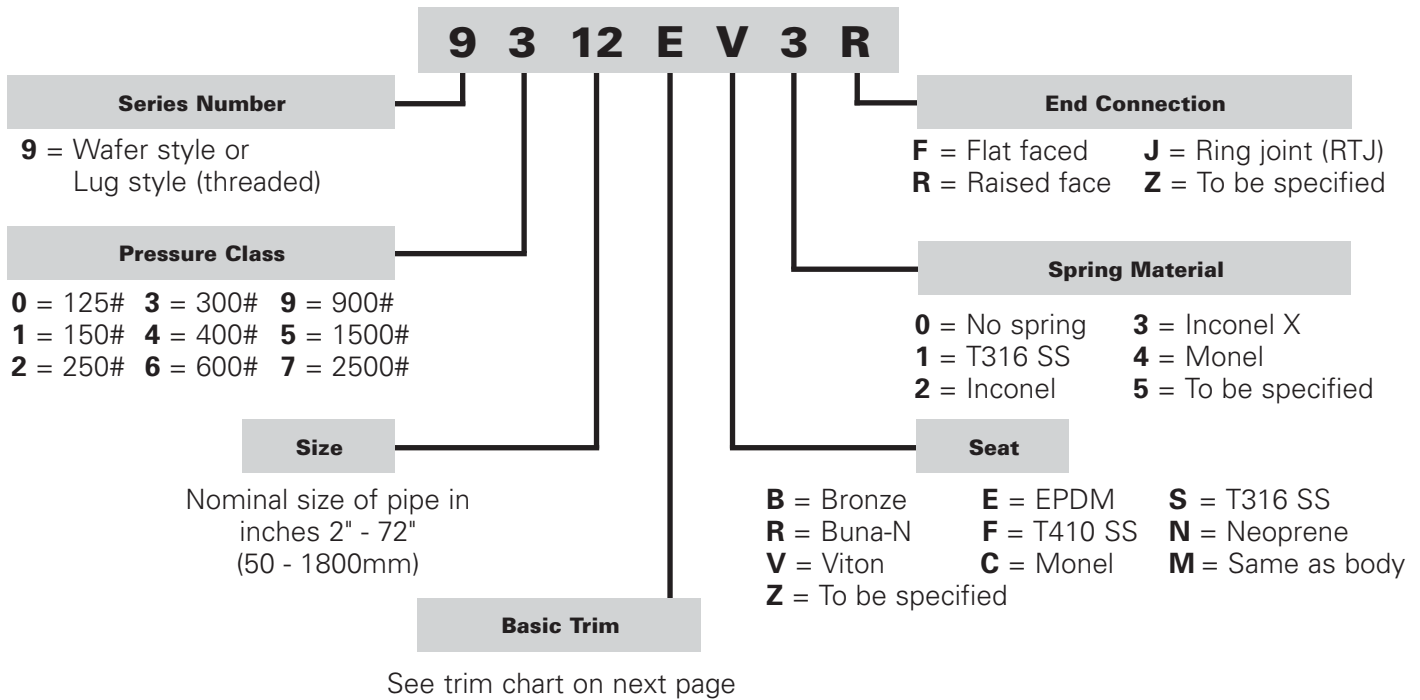 9 3 12 E V 3 R
Series Number
9 = Wafer style or
Lug style (threaded)
Pressure Class
0 = 125# 3 = 300# 9 = 900#
1 = 150# 4 = 400# 5 = 1500#
2 = 250# 6 = 600# 7 = 2500#
Size
Nominal size of pipe in
inches 2" - 72"
(50 - 1800mm)
Basic Trim
See trim chart on next page
End Connection
F = Flat faced J = Ring joint (RTJ)
R = Raised face Z = To be specified
Spring Material
0 = No spring 3 = Inconel X
1 = T316 SS 4 = Monel
2 = Inconel 5 = To be specified
Seat
B = Bronze E = EPDM S = T316 SS
R = Buna-N F = T410 SS N = Neoprene
V = Viton C = Monel M = Same as body
Z = To be specified